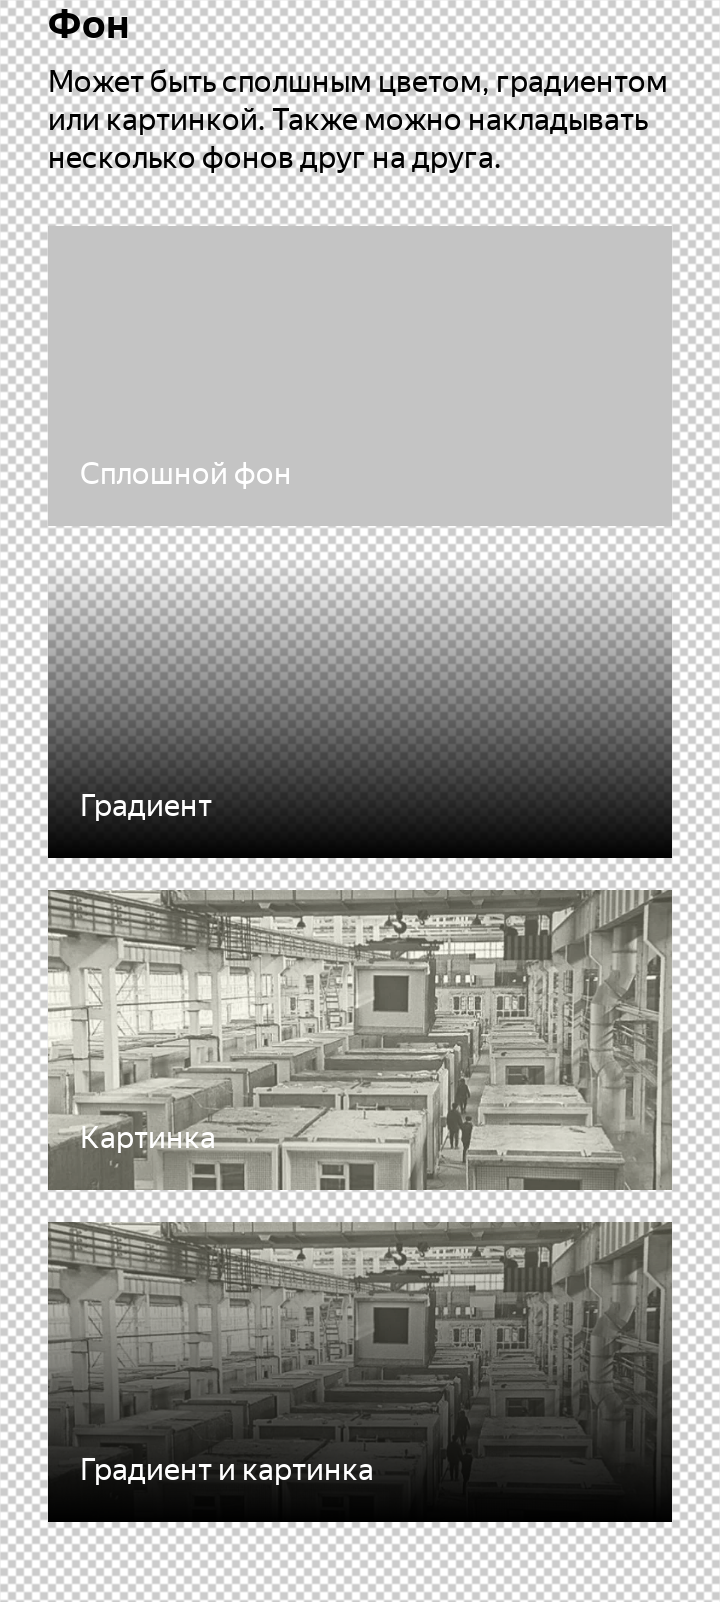 Фон
Может быть сполшным цветом, градиентом
или картинкой. Также можно накладывать
несколько фонов друг на друга.
Сплошной фон
Градиент
Картинка
Градиент и картинка